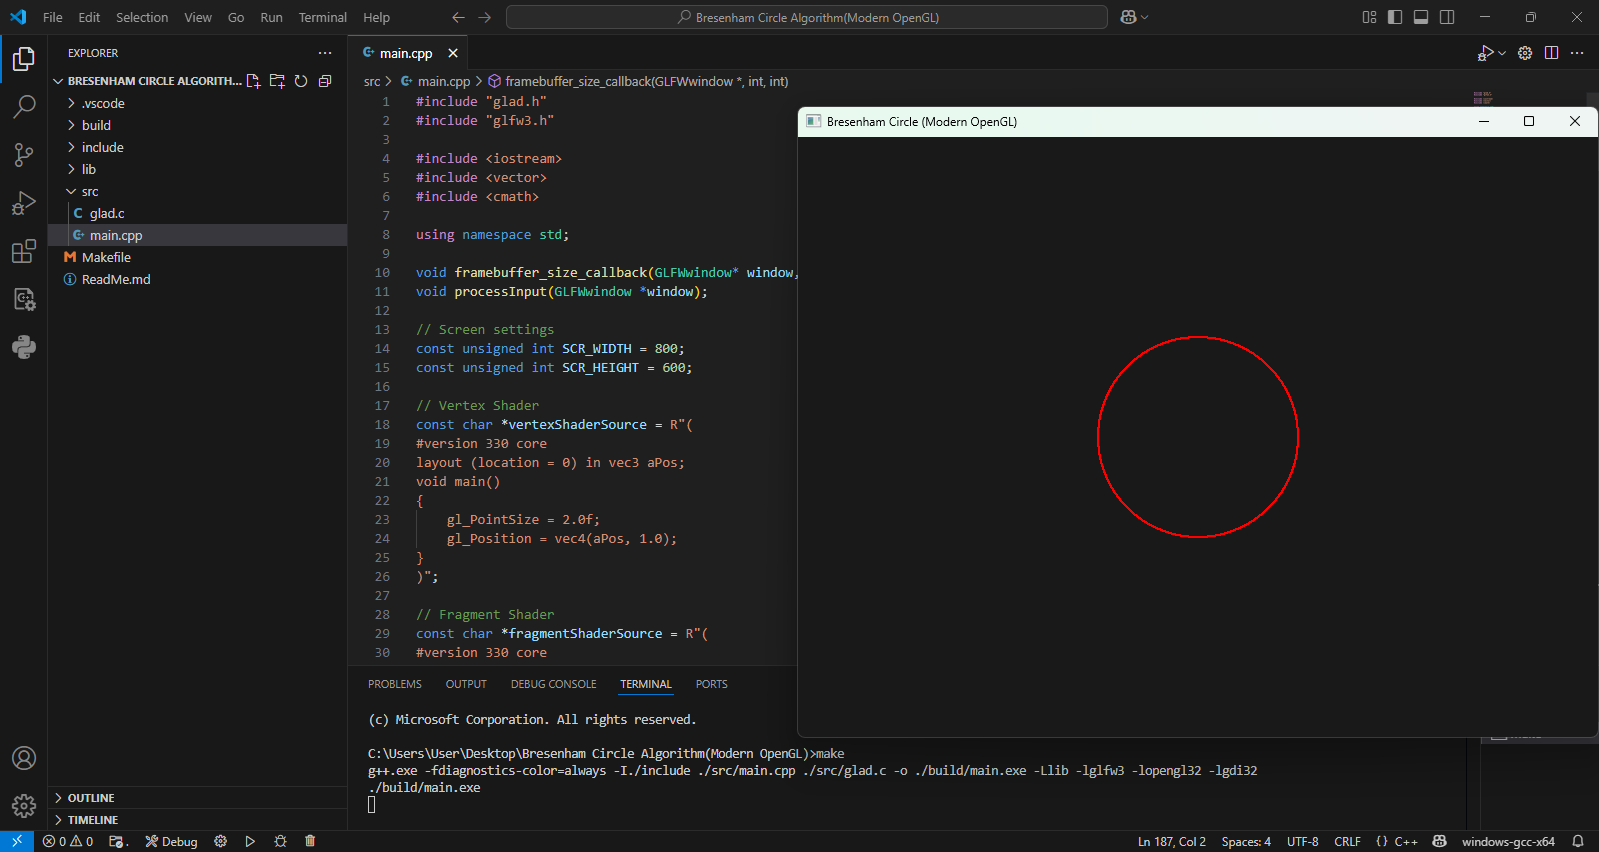 File Edit Selection View Go Run Terminal Help
Bresenham Circle Algorithm(Modern OpenGL)
EXPLORER
BRESENHAM CIRCLE ALGORITH...
.vscode
build
include
lib
src
C glad.c
main.cpp
M Makefile
ReadMe.md
OUTLINE
TIMELINE
main.cpp
src > main.cpp > framebuffer_size_callback(GLFWwindow *, int, int)
1 #include "glad.h"
2 #include "glfw3.h"
3
4 #include <iostream>
5 #include <vector>
6 #include <cmath>
7
8 using namespace std;
9
10 void framebuffer_size_callback(GLFWwindow* window,
11 void processInput(GLFWwindow *window);
12
13 // Screen settings
14 const unsigned int SCR_WIDTH = 800;
15 const unsigned int SCR_HEIGHT = 600;
16
17 // Vertex Shader
18 const char *vertexShaderSource = R"(
19 #version 330 core
20 layout (location = 0) in vec3 aPos;
21 void main()
22 {
23 gl_PointSize = 2.0f;
24 gl_Position = vec4(aPos, 1.0);
25 }
26 )";
27
28 // Fragment Shader
29 const char *fragmentShaderSource = R"(
30 #version 330 core
Bresenham Circle (Modern OpenGL)
PROBLEMS OUTPUT DEBUG CONSOLE TERMINAL PORTS
(c) Microsoft Corporation. All rights reserved.
C:\Users\User\Desktop\Bresenham Circle Algorithm(Modern OpenGL)>make
g++.exe -fdiagnostics-color=always -I./include ./src/main.cpp ./src/glad.c -o ./build/main.exe -Llib -lglfw3 -lopengl32 -lgdi32
./build/main.exe
0 0 . Debug Ln 187, Col 2 Spaces: 4 UTF-8 CRLF {} C++ windows-gcc-x64